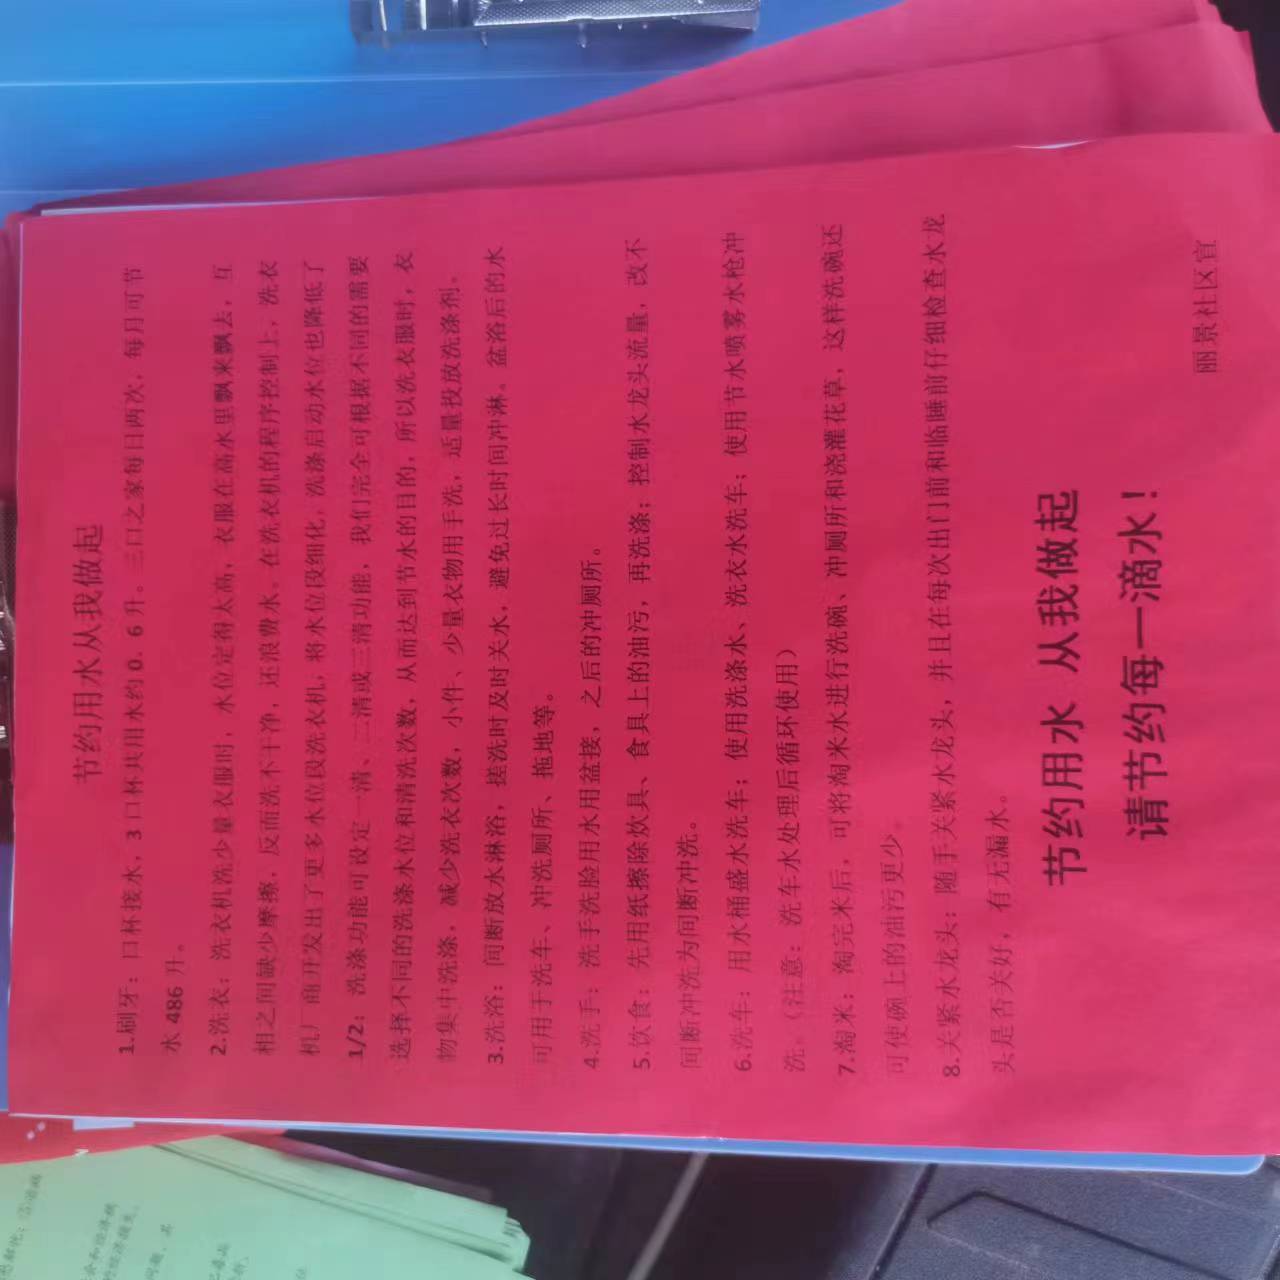 节约用水从我做起
1.刷牙：口杯接水，3 口杯共用水约 0．6 升。三口之家每日两次，每月可节
水 486 升。
2.洗衣：洗衣机洗少量衣服时，水位定得太高，衣服在高水里飘来飘去，互
相之间缺少摩擦，反而洗不干净，还浪费水。在洗衣机的程序控制上，洗衣
机厂商开发出了更多水位段洗衣机，将水位段细化，洗涤启动水位也降低了
1/2；洗涤功能可设定一清、二清或三清功能，我们完全可根据不同的需要
选择不同的洗涤水位和清洗次数，从而达到节水的目的，所以洗衣服时，衣
物集中洗涤，减少洗衣次数，小件、少量衣物用手洗，适量投放洗涤剂。
3.洗浴：间断放水淋浴，搓洗时及时关水，避免过长时间冲淋。盆浴后的水
可用于洗车、冲洗厕所、拖地等。
4.洗手：洗手洗脸用水用盆接，之后的冲厕所。
5.饮食：先用纸擦除炊具、食具上的油污，再洗涤；控制水龙头流量，改不
间断冲洗为间断冲洗。
6.洗车：用水桶盛水洗车；使用洗涤水、洗衣水洗车；使用节水喷雾水枪冲
洗。（注意：洗车水处理后循环使用）
7.淘米：淘完米后，可将淘米水进行洗碗、冲厕所和浇灌花草，这样洗碗还
可使碗上的油污更少。
8.关紧水龙头：随手关紧水龙头，并且在每次出门前和临睡前仔细检查水龙
头是否关好，有无漏水。
节约用水 从我做起
请节约每一滴水！
丽景社区宣